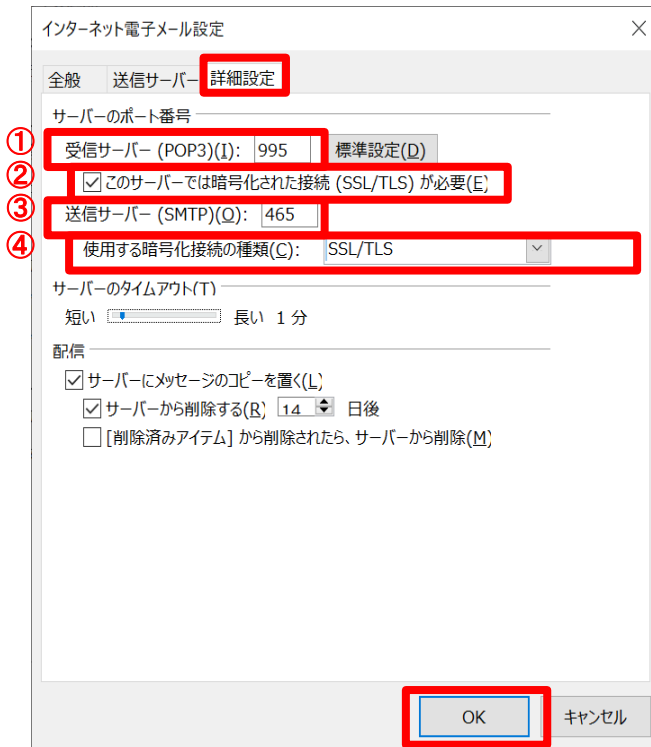 インターネット電子メール設定
全般 送信サーバー 詳細設定
サーバーのポート番号
① 受信サーバー (POP3)(I): 995 標準設定(D)
② このサーバーでは暗号化された接続 (SSL/TLS) が必要(E)
③ 送信サーバー (SMTP)(O): 465
④ 使用する暗号化接続の種類(C): SSL/TLS
サーバーのタイムアウト(T)
短い 長い 1 分
配信
サーバーにメッセージのコピーを置く(L)
サーバーから削除する(R) 14 日後
[削除済みアイテム] から削除されたら、サーバーから削除(M)
OK キャンセル